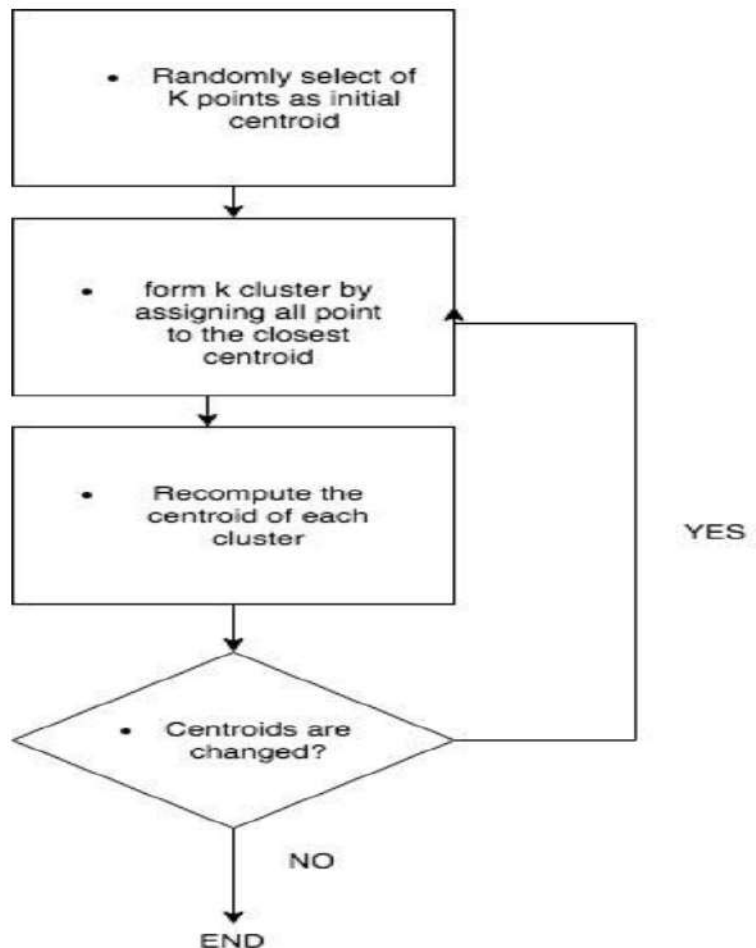 • Randomly select of
K points as initial
centroid
• form k cluster by
assigning all point
to the closest
centroid
• Recompute the
centroid of each
cluster
YES
• Centroids are
changed?
NO
END